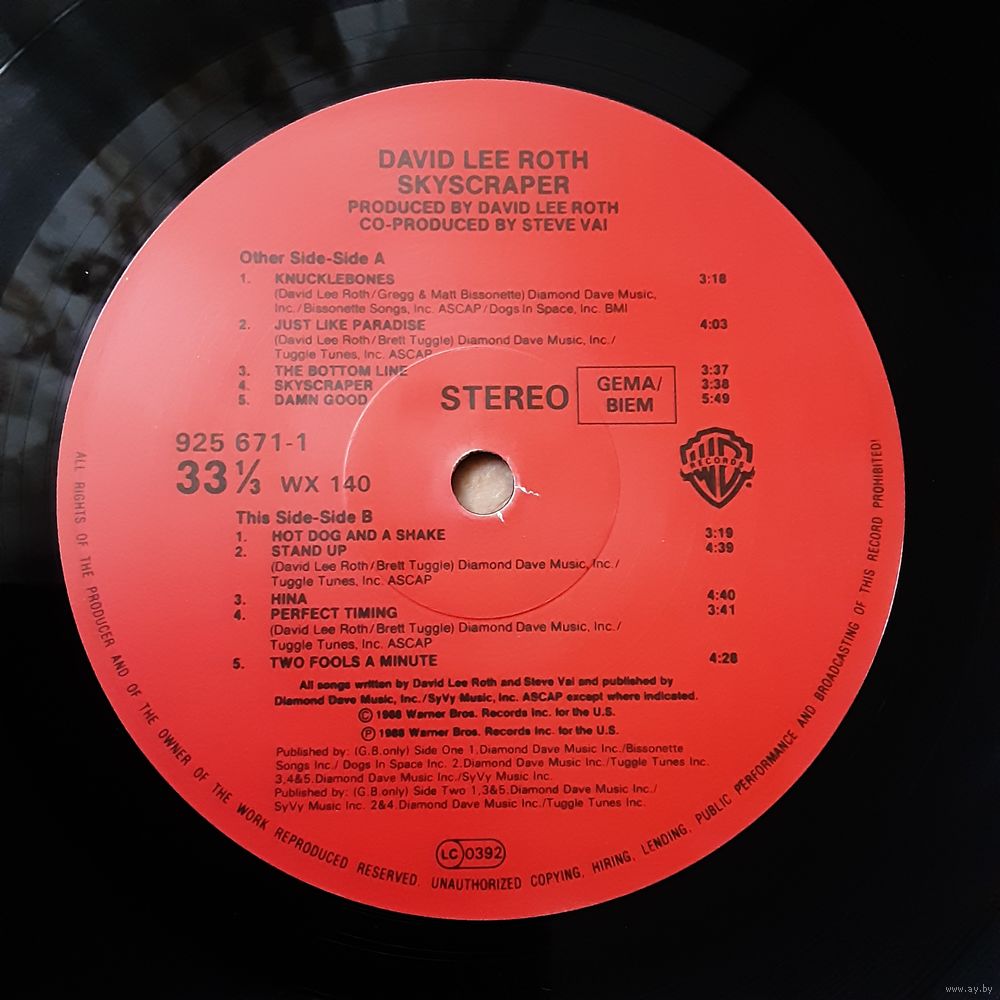 DAVID LEE ROTH
SKYSCRAPER
PRODUCED BY DAVID LEE ROTH
CO-PRODUCED BY STEVE VAI
Other Side-Side A
1. KNUCKLEBONES 3:18
(David Lee Roth/Gregg & Matt Bissonette) Diamond Dave Music,
Inc./Bissonette Songs, Inc. ASCAP/Dogs In Space, Inc. BMI
2. JUST LIKE PARADISE 4:03
(David Lee Roth/Brett Tuggle) Diamond Dave Music, Inc./
Tuggle Tunes, Inc. ASCAP
3. THE BOTTOM LINE 3:37
4. SKYSCRAPER 3:38
5. DAMN GOOD 5:49
STEREO
GEMA/
BIEM
925 671-1
33 ⅓ WX 140
WB
RECORDS
®
This Side-Side B
1. HOT DOG AND A SHAKE 3:19
2. STAND UP 4:39
(David Lee Roth/Brett Tuggle) Diamond Dave Music, Inc./
Tuggle Tunes, Inc. ASCAP
3. HINA 4:40
4. PERFECT TIMING 3:41
(David Lee Roth/Brett Tuggle) Diamond Dave Music, Inc./
Tuggle Tunes, Inc. ASCAP
5. TWO FOOLS A MINUTE 4:28
All songs written by David Lee Roth and Steve Vai and published by
Diamond Dave Music, Inc./SyVy Music, Inc. ASCAP except where indicated.
© 1988 Warner Bros. Records Inc. for the U.S.
℗ 1988 Warner Bros. Records Inc. for the U.S.
Published by: (G.B.only) Side One 1.Diamond Dave Music Inc./Bissonette
Songs Inc./ Dogs In Space Inc. 2.Diamond Dave Music Inc./Tuggle Tunes Inc.
3,4&5.Diamond Dave Music Inc./SyVy Music Inc.
Published by: (G.B.only) Side Two 1,3&5.Diamond Dave Music Inc./
SyVy Music Inc. 2&4.Diamond Dave Music Inc./Tuggle Tunes Inc.
LC 0392
ALL RIGHTS OF THE PRODUCER AND OF THE OWNER OF THE WORK REPRODUCED RESERVED. UNAUTHORIZED COPYING, HIRING, LENDING, PUBLIC PERFORMANCE AND BROADCASTING OF THIS RECORD PROHIBITED!
www.ay.by